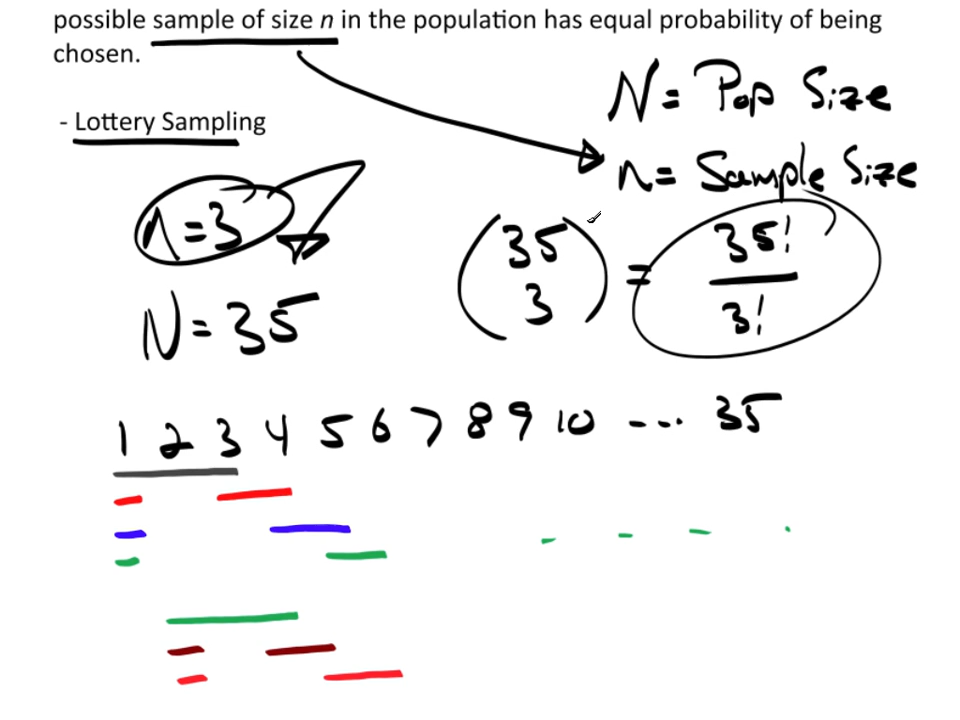 possible sample of size n in the population has equal probability of being
chosen.
N = Pop Size
- Lottery Sampling
n = Sample Size
n = 3
(35 3) = 35! / 3!
N = 35
1 2 3 4 5 6 7 8 9 10 ... 35